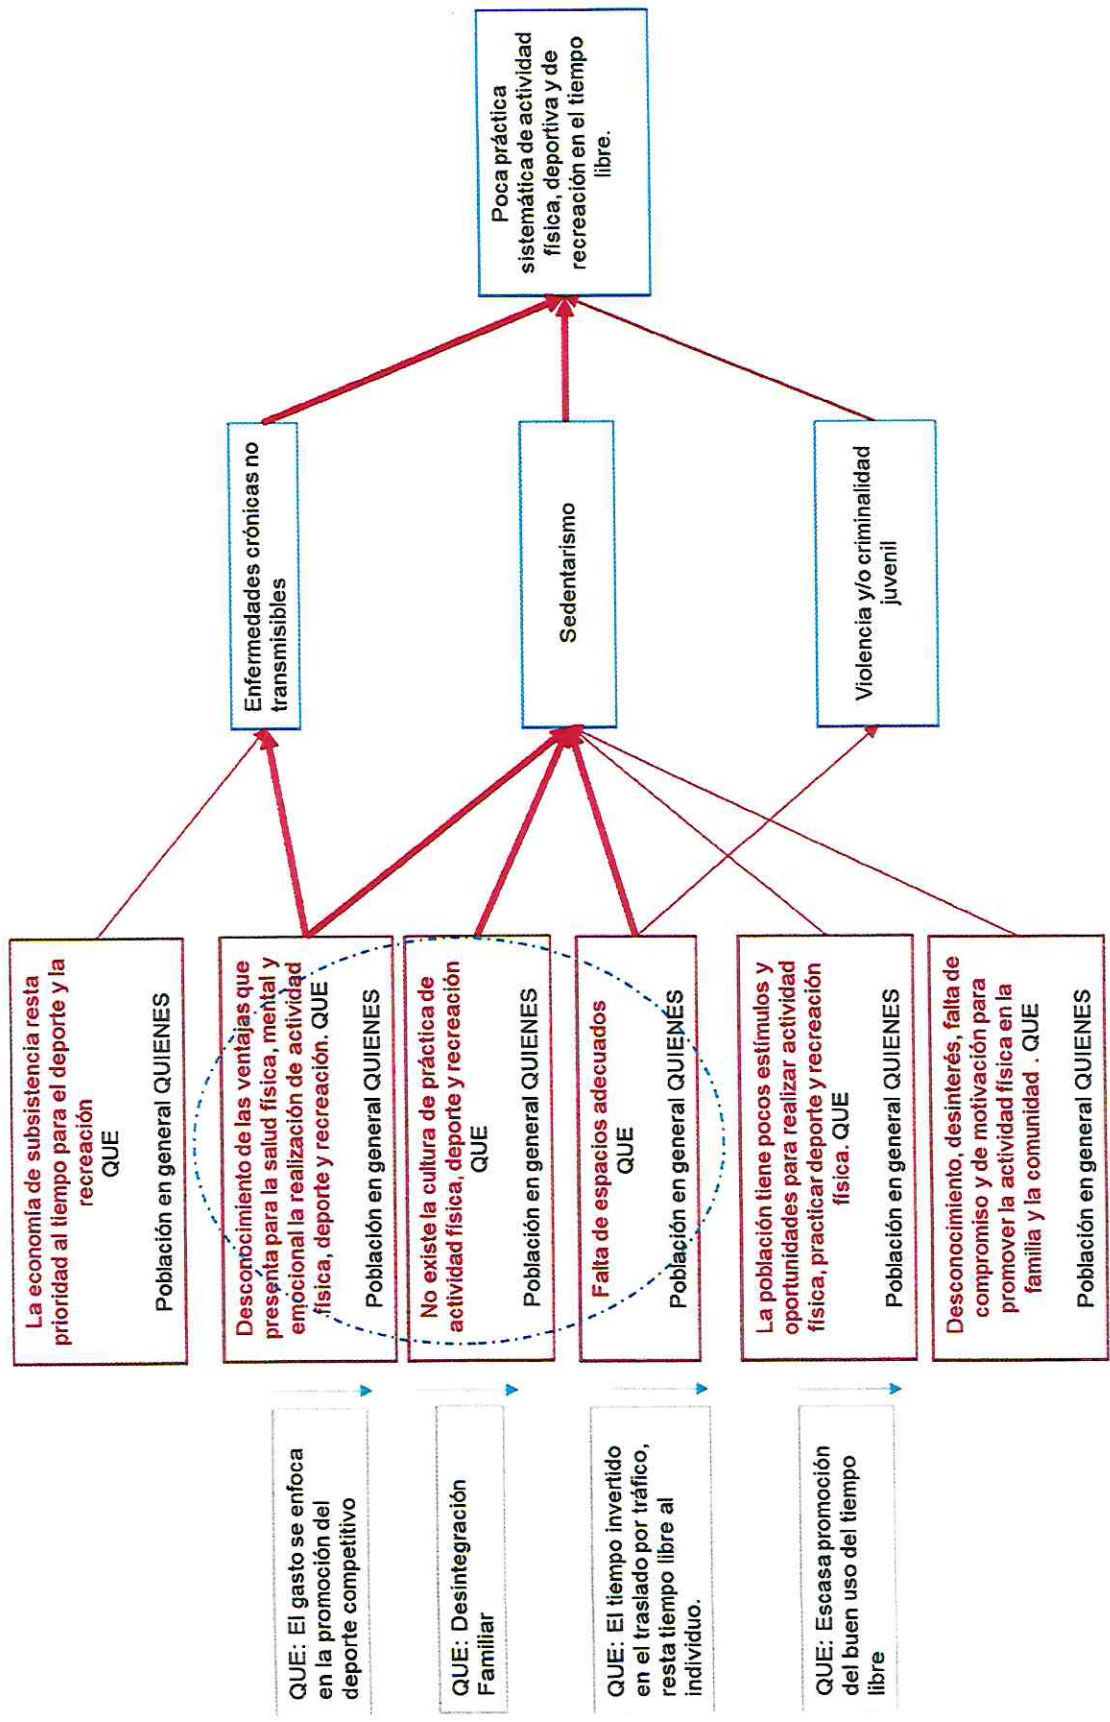 Poca práctica
sistemática de actividad
física, deportiva y de
recreación en el tiempo
libre.
Enfermedades crónicas no
transmisibles
Sedentarismo
Violencia y/o criminalidad
juvenil
La economía de subsistencia resta
prioridad al tiempo para el deporte y la
recreación
QUE
Población en general QUIENES
Desconocimiento de las ventajas que
presenta para la salud física, mental y
emocional la realización de actividad
física, deporte y recreación. QUE
Población en general QUIENES
No existe la cultura de práctica de
actividad física, deporte y recreación
QUE
Población en general QUIENES
Falta de espacios adecuados
QUE
Población en general QUIENES
La población tiene pocos estímulos y
oportunidades para realizar actividad
física, practicar deporte y recreación
física. QUE
Población en general QUIENES
Desconocimiento, desinterés, falta de
compromiso y de motivación para
promover la actividad física en la
familia y la comunidad . QUE
Población en general QUIENES
QUE: El gasto se enfoca
en la promoción del
deporte competitivo
QUE: Desintegración
Familiar
QUE: El tiempo invertido
en el traslado por tráfico,
resta tiempo libre al
individuo.
QUE: Escasa promoción
del buen uso del tiempo
libre